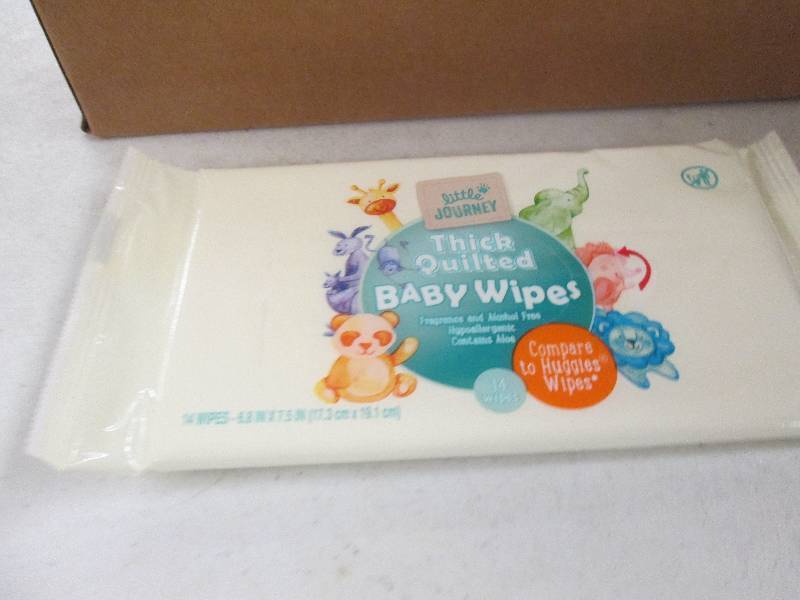 little
JOURNEY
Thick
Quilted
BABY Wipes
Fragrance and Alcohol Free
Hypoallergenic
Contains Aloe
Compare
to Huggies®
Wipes*
14
Wipes
14 WIPES - 6.8 IN X 7.5 IN (17.3 cm x 19.1 cm)